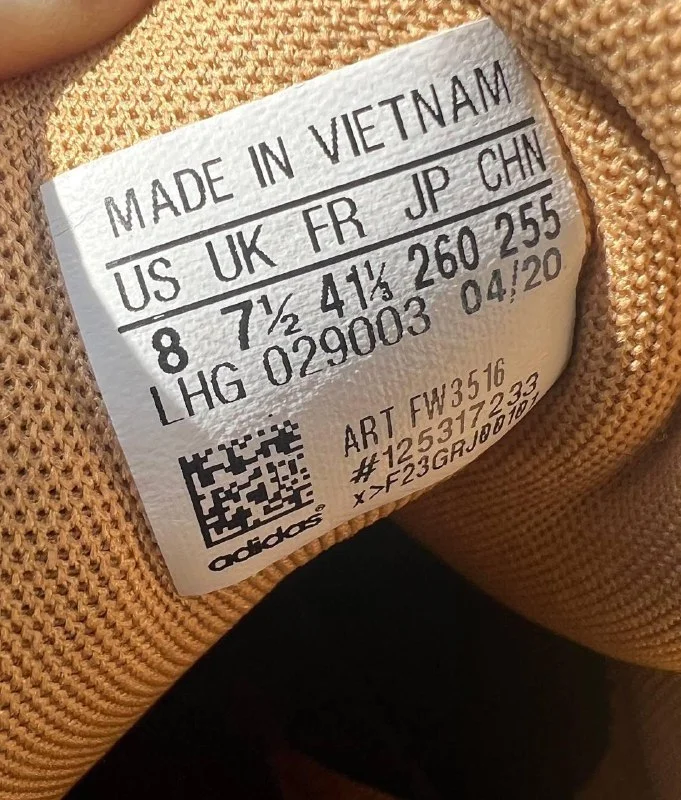 MADE IN VIETNAM
US UK FR JP CHN
8 7½ 41⅓ 260 255
LHG 029003 04/20
ART FW3516
#125317233
x>F23GRJ00101
adidas®